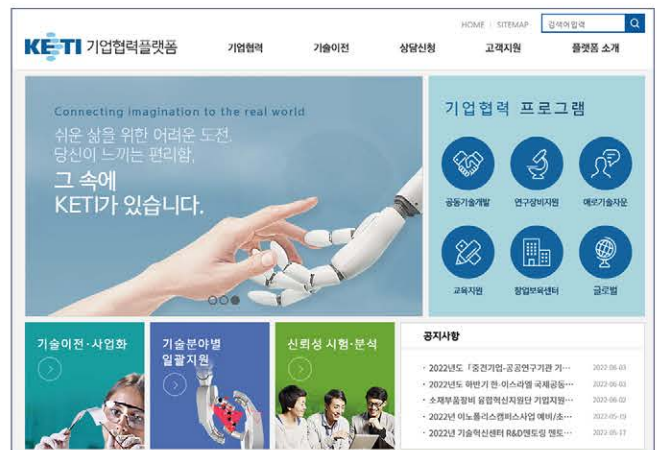 HOME | SITEMAP 검색어입력
KETI 기업협력플랫폼
기업협력 기술이전 상담신청 고객지원 플랫폼 소개
Connecting imagination to the real world
쉬운 삶을 위한 어려운 도전,
당신이 느끼는 편리함,
그 속에
KETI가 있습니다.
기업협력 프로그램
공동기술개발 연구장비지원 애로기술자문
교육지원 창업보육센터 글로벌
기술이전·사업화
기술분야별
일괄지원
신뢰성 시험·분석
공지사항
· 2022년도 「중견기업-공공연구기관 기… 2022-06-03
· 2022년도 하반기 한-이스라엘 국제공동… 2022-06-03
· 소재부품장비 융합혁신지원단 기업지원… 2022-06-02
· 2022년 이노폴리스캠퍼스사업 예비/초… 2022-05-19
· 2022년 기술혁신센터 R&D멘토링 멘토… 2022-05-17